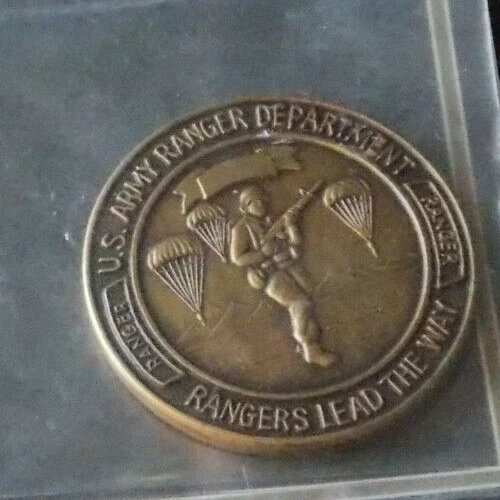 U.S. ARMY RANGER DEPARTMENT
RANGER
RANGER
RANGERS LEAD THE WAY